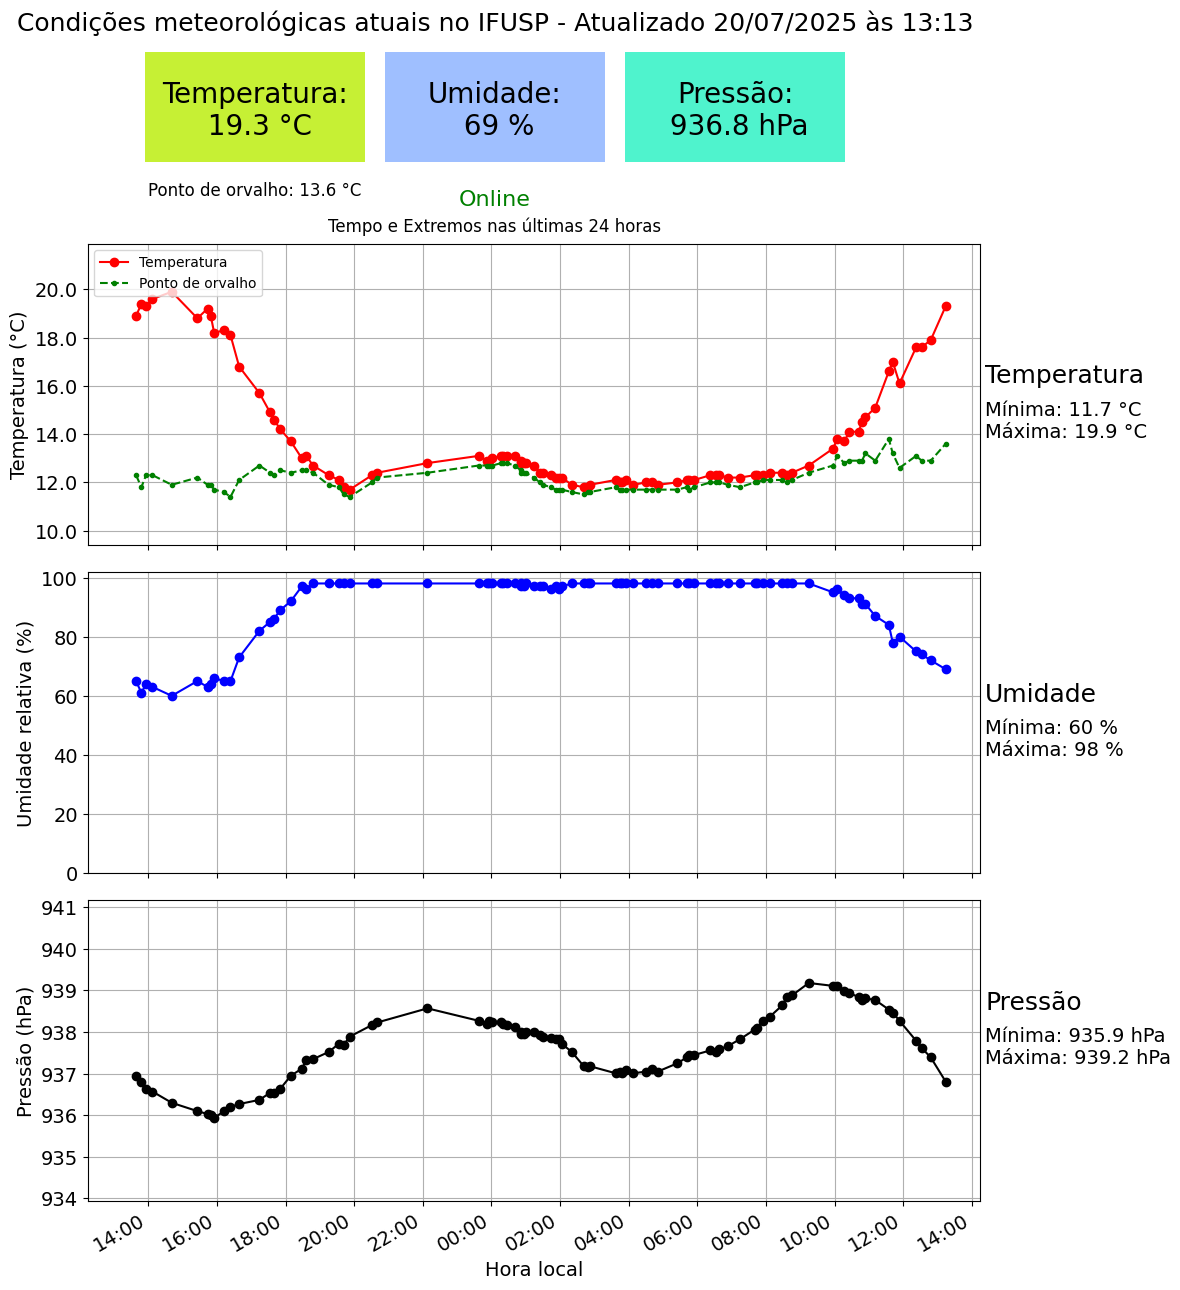 Condições meteorológicas atuais no IFUSP - Atualizado 20/07/2025 às 13:13
Temperatura:
19.3 °C
Umidade:
69 %
Pressão:
936.8 hPa
Ponto de orvalho: 13.6 °C
Online
Tempo e Extremos nas últimas 24 horas
Temperatura
Ponto de orvalho
Temperatura (°C)
20.0
18.0
16.0
14.0
12.0
10.0
Temperatura
Mínima: 11.7 °C
Máxima: 19.9 °C
Umidade relativa (%)
100
80
60
40
20
0
Umidade
Mínima: 60 %
Máxima: 98 %
Pressão (hPa)
941
940
939
938
937
936
935
934
Pressão
Mínima: 935.9 hPa
Máxima: 939.2 hPa
14:00 16:00 18:00 20:00 22:00 00:00 02:00 04:00 06:00 08:00 10:00 12:00 14:00
Hora local